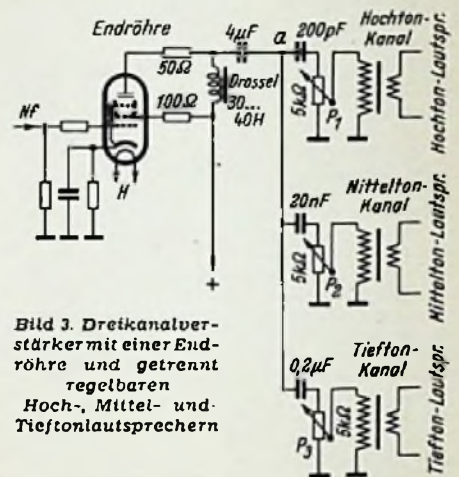 Endröhre
4µF
a
200pF
Hochton-
Kanal
Hochton-Lautspr.
50Ω
Drossel
30...
40H
100Ω
5kΩ
P1
Nf
H
+
20nF
Mittelton-
Kanal
Mittelton-Lautspr.
5kΩ
P2
0,2µF
Tiefton-
Kanal
Tiefton-Lautspr.
P3
5kΩ
Bild 3. Dreikanalver-
stärker mit einer End-
röhre und getrennt
regelbaren
Hoch-, Mittel- und
Tieftonlautsprechern